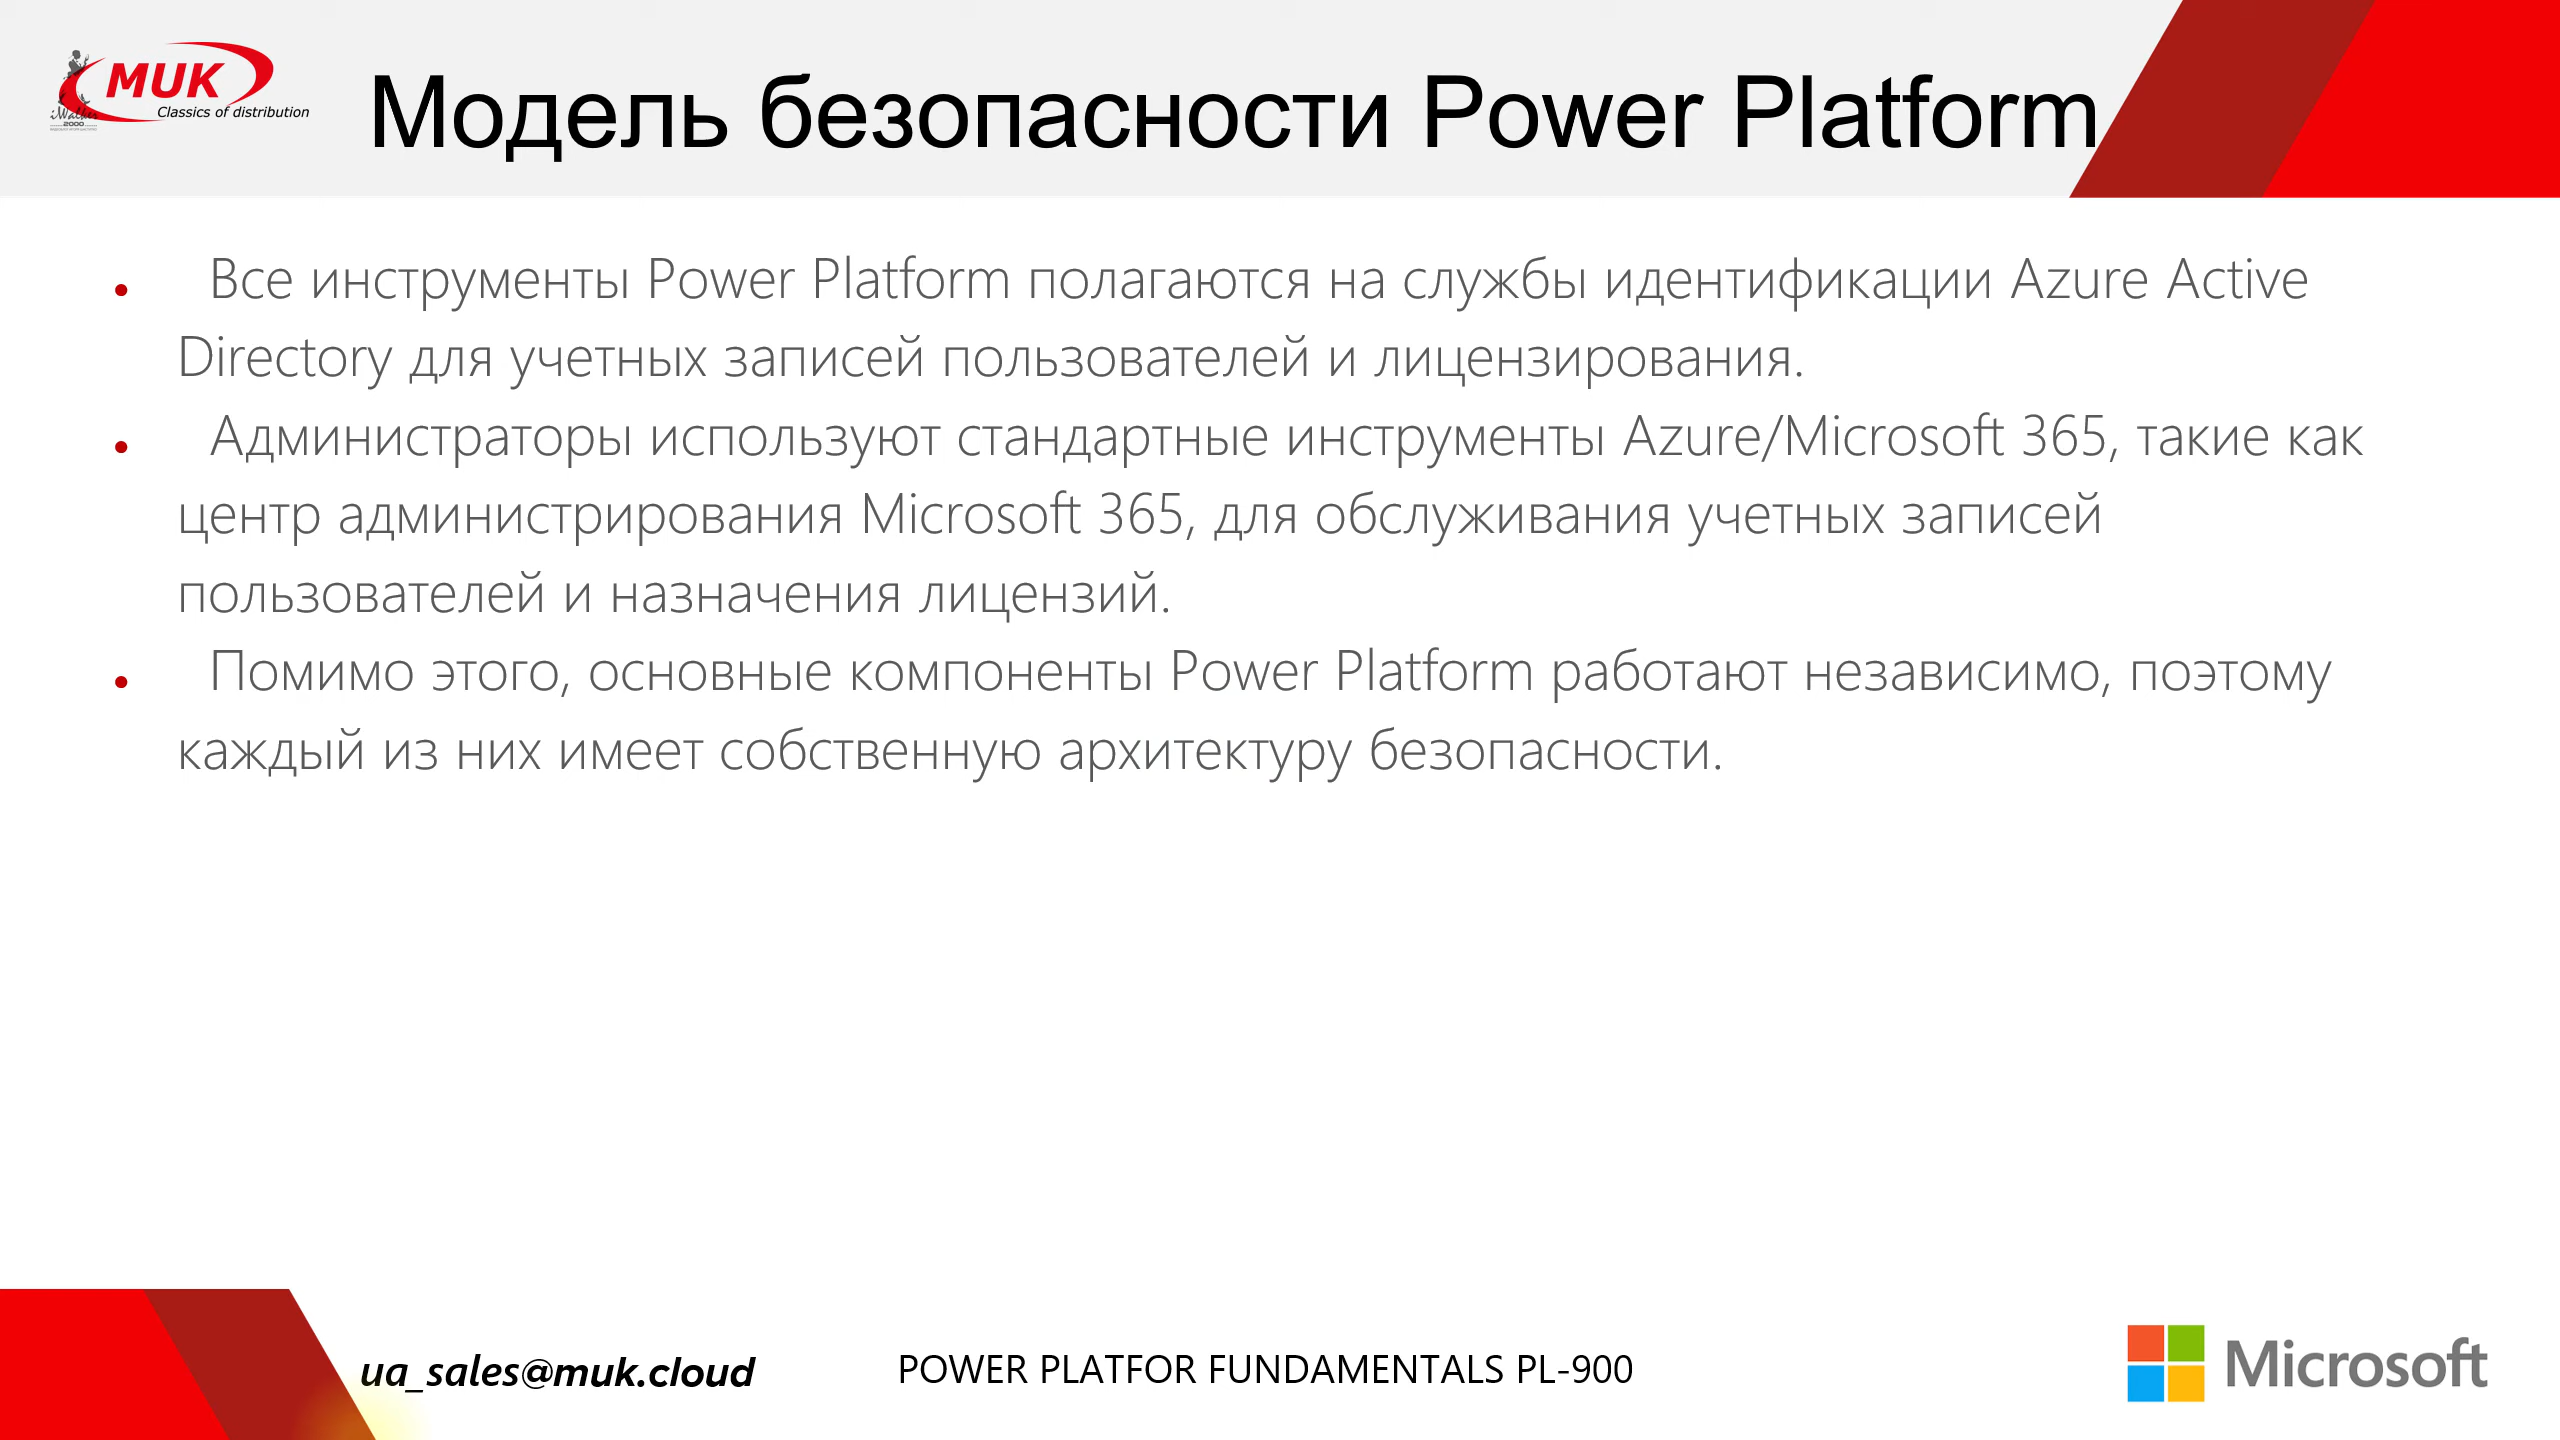 MUK
Classics of distribution
iWalker
2000
Модель безопасности Power Platform
• Все инструменты Power Platform полагаются на службы идентификации Azure Active
Directory для учетных записей пользователей и лицензирования.
• Администраторы используют стандартные инструменты Azure/Microsoft 365, такие как
центр администрирования Microsoft 365, для обслуживания учетных записей
пользователей и назначения лицензий.
• Помимо этого, основные компоненты Power Platform работают независимо, поэтому
каждый из них имеет собственную архитектуру безопасности.
ua_sales@muk.cloud
POWER PLATFOR FUNDAMENTALS PL-900
Microsoft